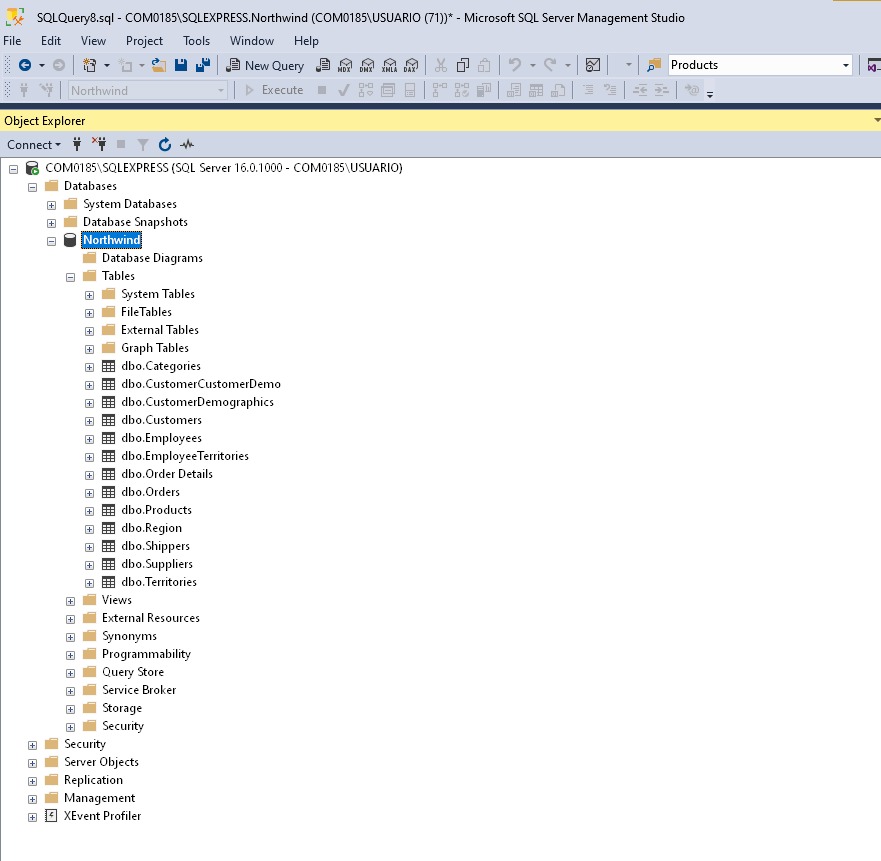 SQLQuery8.sql - COM0185\SQLEXPRESS.Northwind (COM0185\USUARIO (71))* - Microsoft SQL Server Management Studio
File Edit View Project Tools Window Help
New Query MDX DMX XMLA DAX Products
Northwind Execute
Object Explorer
Connect
COM0185\SQLEXPRESS (SQL Server 16.0.1000 - COM0185\USUARIO)
Databases
System Databases
Database Snapshots
Northwind
Database Diagrams
Tables
System Tables
FileTables
External Tables
Graph Tables
dbo.Categories
dbo.CustomerCustomerDemo
dbo.CustomerDemographics
dbo.Customers
dbo.Employees
dbo.EmployeeTerritories
dbo.Order Details
dbo.Orders
dbo.Products
dbo.Region
dbo.Shippers
dbo.Suppliers
dbo.Territories
Views
External Resources
Synonyms
Programmability
Query Store
Service Broker
Storage
Security
Security
Server Objects
Replication
Management
XEvent Profiler